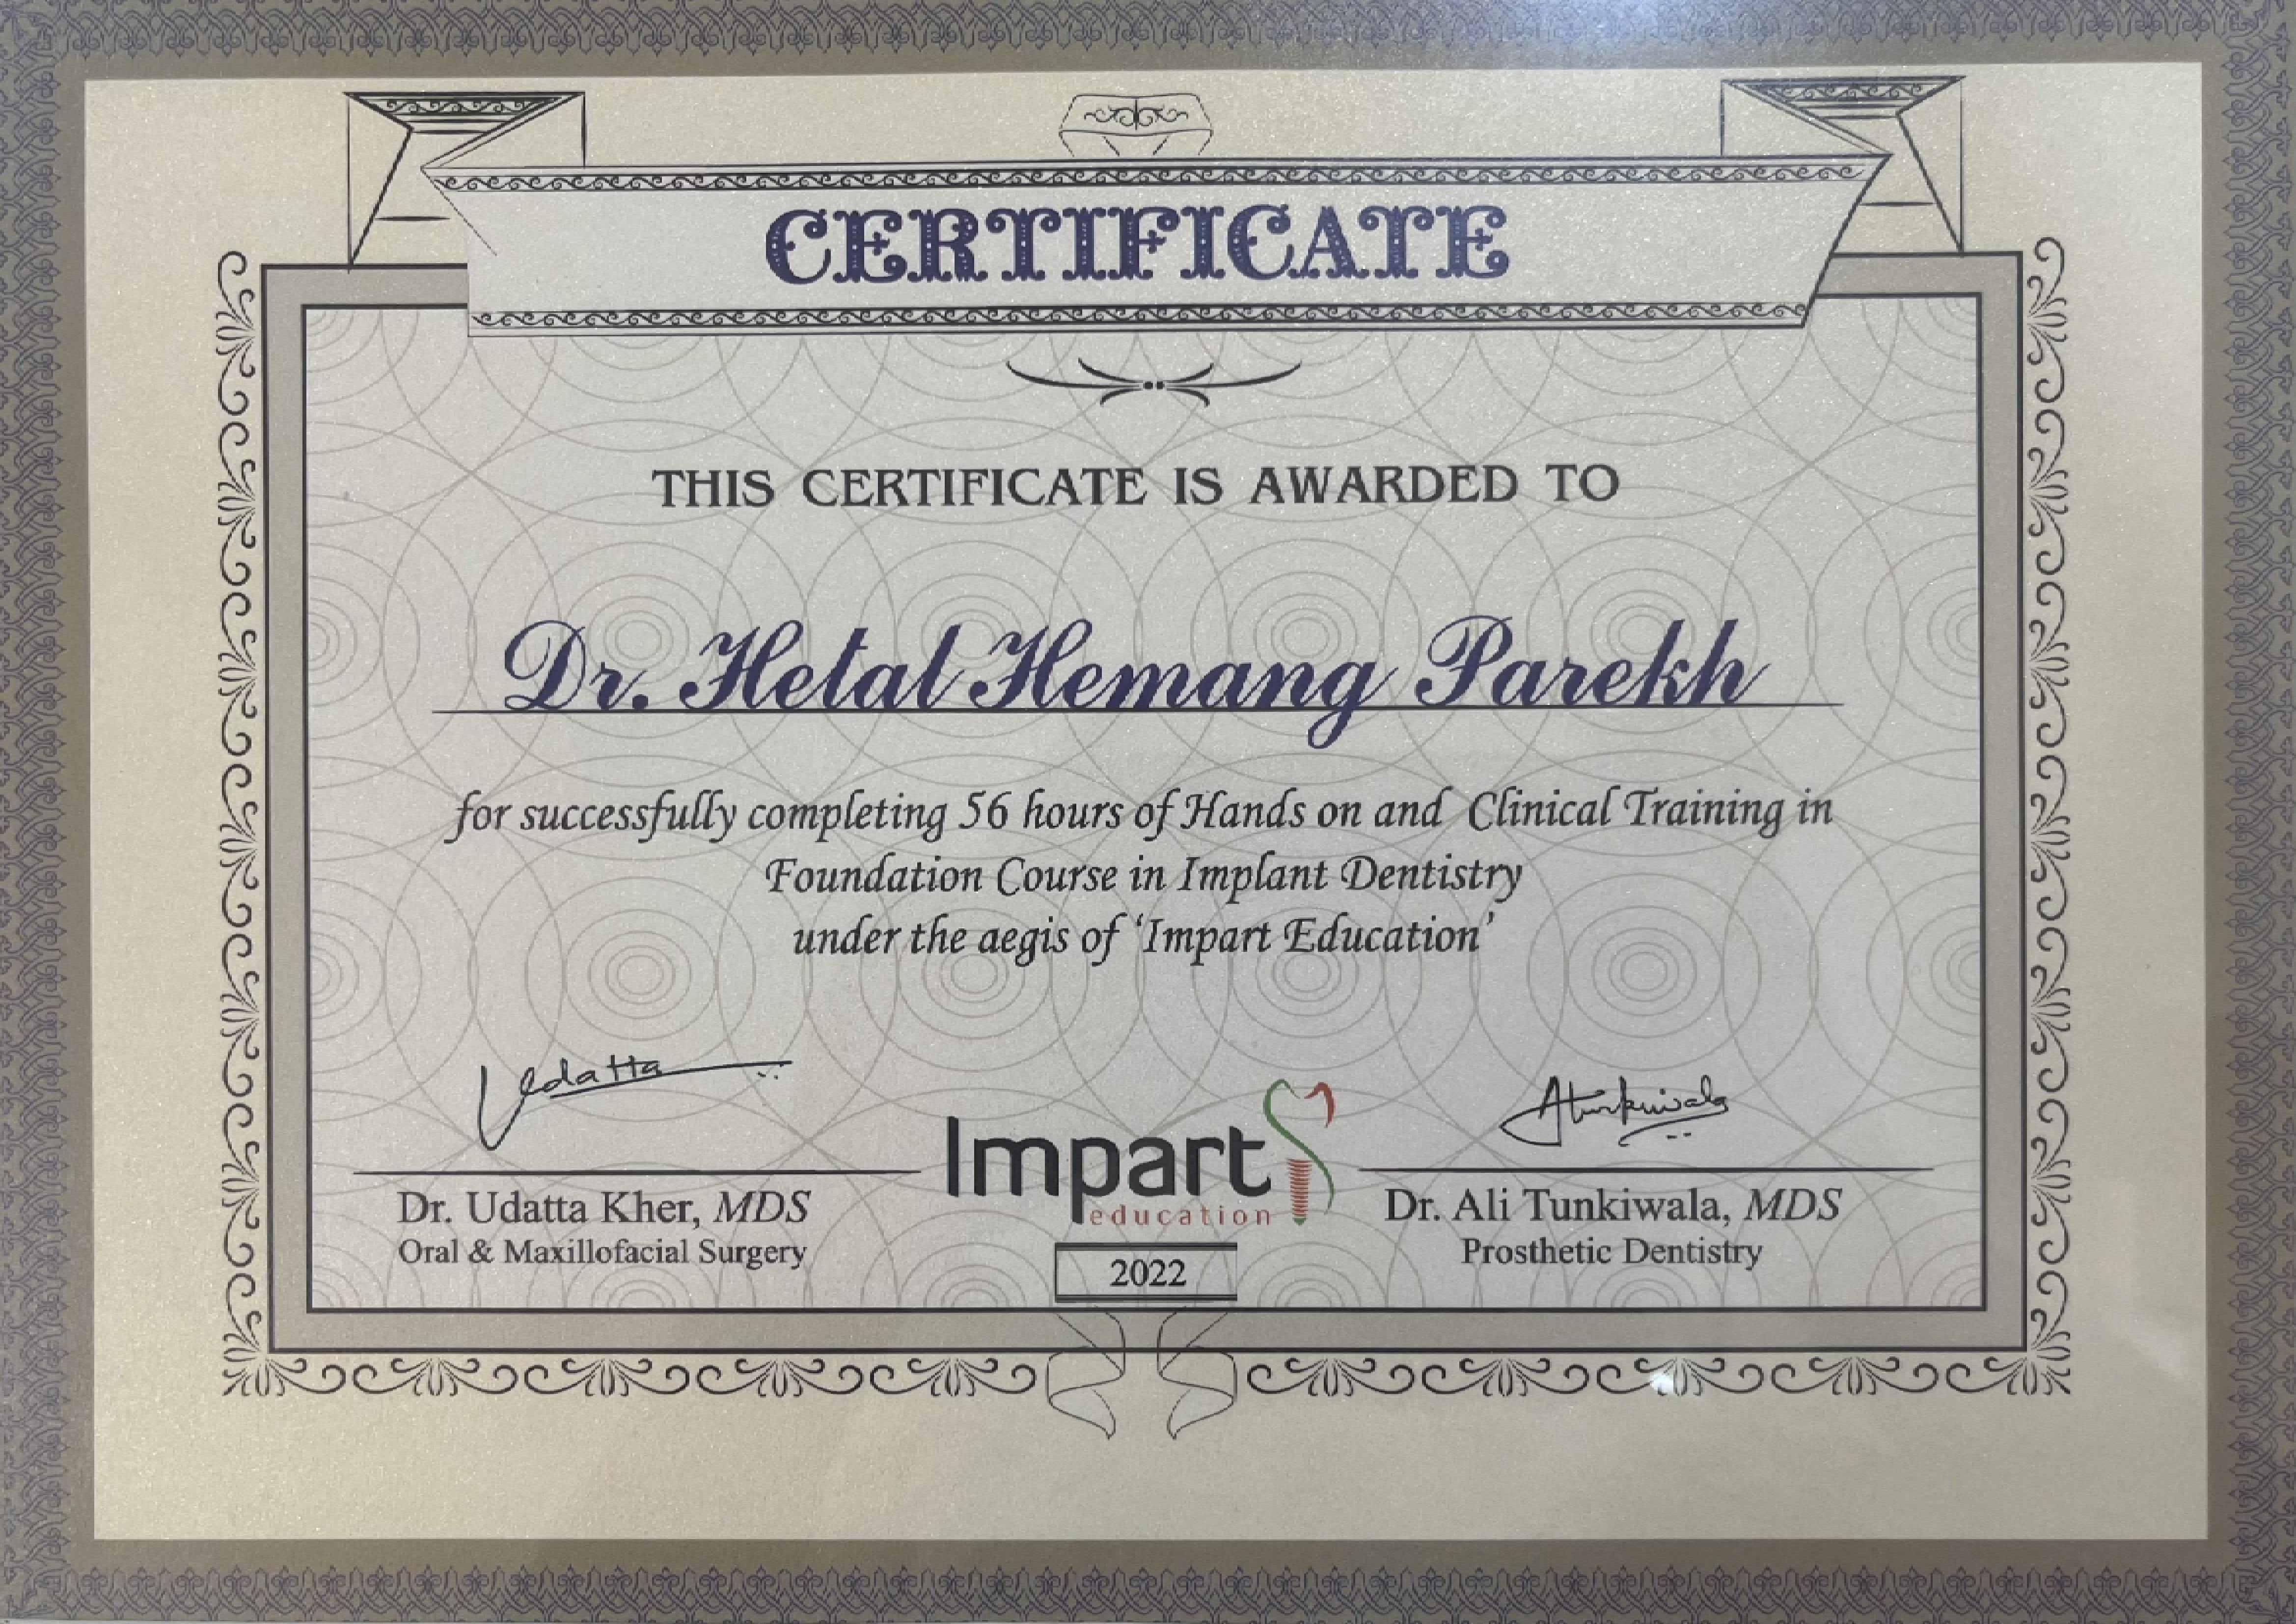 CERTIFICATE
THIS CERTIFICATE IS AWARDED TO
Dr. Hetal Hemang Parekh
for successfully completing 56 hours of Hands on and Clinical Training in
Foundation Course in Implant Dentistry
under the aegis of ‘Impart Education’
Udatta
ATunkiwala
Dr. Udatta Kher, MDS
Oral & Maxillofacial Surgery
Impart
education
2022
Dr. Ali Tunkiwala, MDS
Prosthetic Dentistry